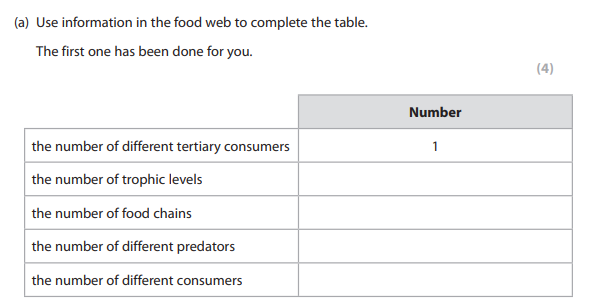 (a) Use information in the food web to complete the table.
The first one has been done for you.
(4)
Number
the number of different tertiary consumers 1
the number of trophic levels
the number of food chains
the number of different predators
the number of different consumers